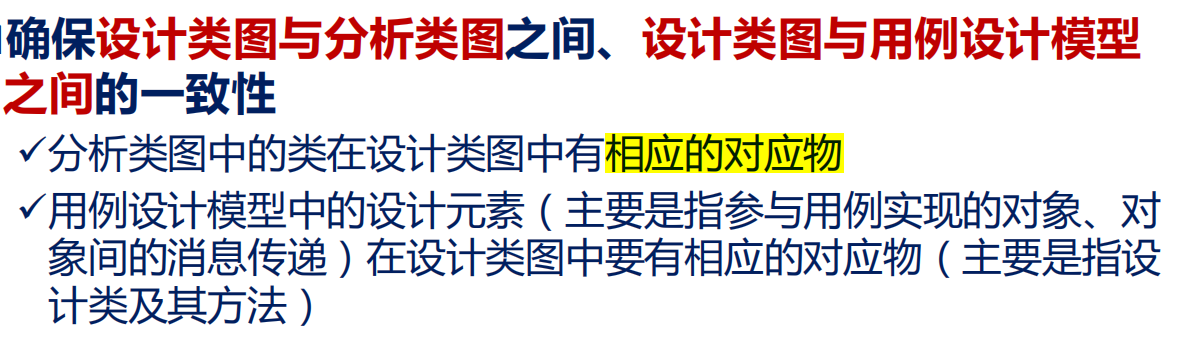 确保设计类图与分析类图之间、设计类图与用例设计模型
之间的一致性
✓分析类图中的类在设计类图中有相应的对应物
✓用例设计模型中的设计元素（主要是指参与用例实现的对象、对
象间的消息传递）在设计类图中要有相应的对应物（主要是指设
计类及其方法）